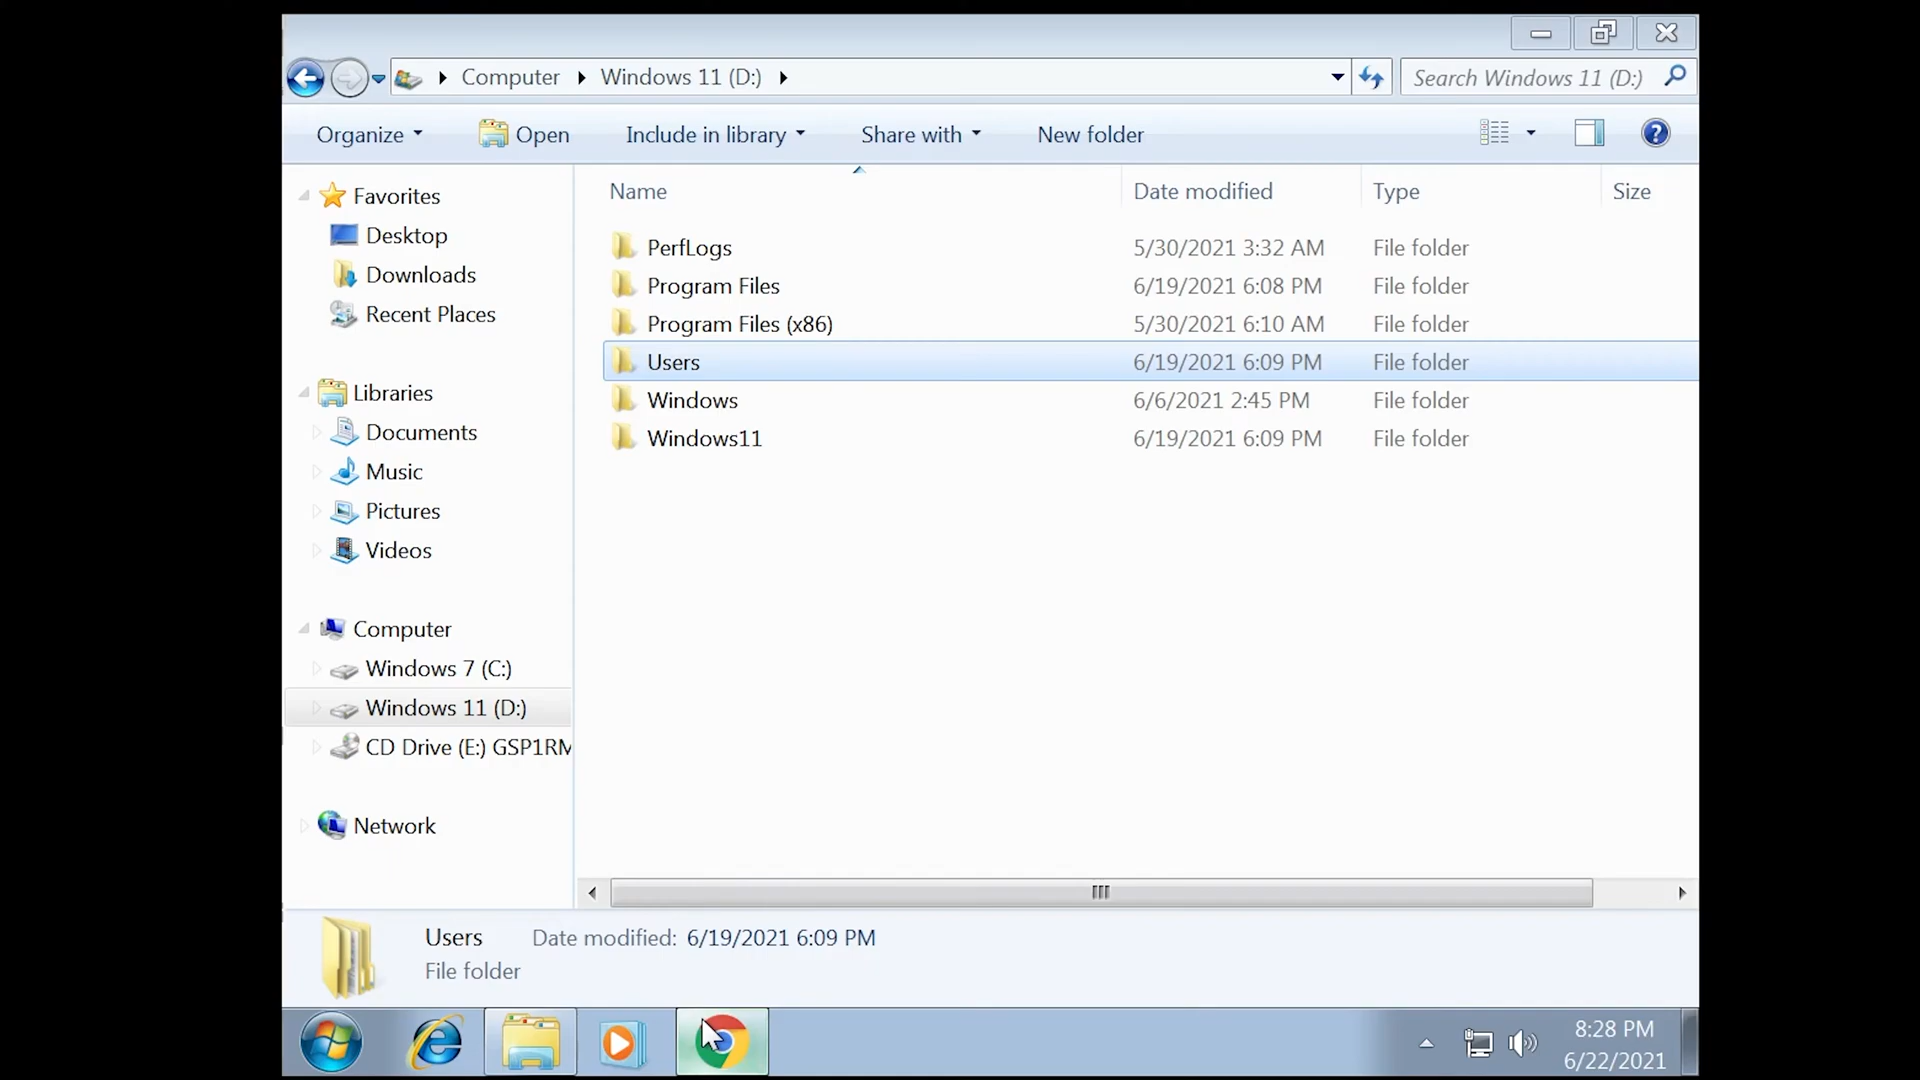 Computer Windows 11 (D:)
Search Windows 11 (D:)
Organize Open Include in library Share with New folder
Name Date modified Type Size
PerfLogs 5/30/2021 3:32 AM File folder
Program Files 6/19/2021 6:08 PM File folder
Program Files (x86) 5/30/2021 6:10 AM File folder
Users 6/19/2021 6:09 PM File folder
Windows 6/6/2021 2:45 PM File folder
Windows11 6/19/2021 6:09 PM File folder
Favorites
Desktop
Downloads
Recent Places
Libraries
Documents
Music
Pictures
Videos
Computer
Windows 7 (C:)
Windows 11 (D:)
CD Drive (E:) GSP1RM
Network
Users Date modified: 6/19/2021 6:09 PM
File folder
8:28 PM
6/22/2021